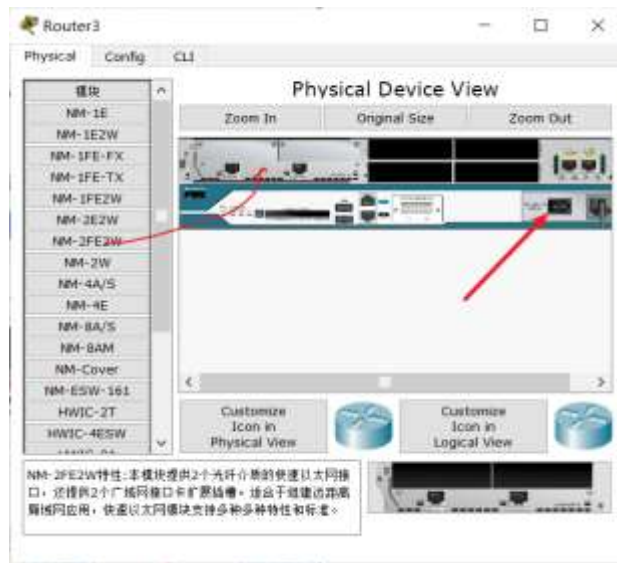 Router3
Physical Config CLI
模块
NM-1E
NM-1E2W
NM-1FE-FX
NM-1FE-TX
NM-1FE2W
NM-2E2W
NM-2FE2W
NM-2W
NM-4A/S
NM-4E
NM-8A/S
NM-8AM
NM-Cover
NM-ESW-161
HWIC-2T
HWIC-4ESW
Physical Device View
Zoom In Original Size Zoom Out
Customize
Icon in
Physical View
Customize
Icon in
Logical View
NM-2FE2W特性:本模块提供2个光纤介质的快速以太网接
口,还提供2个广域网接口卡扩展插槽。适合于组建远距离
局域网应用,快速以太网模块支持多种多种特性和标准。